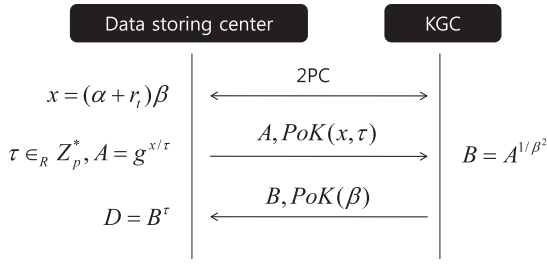 Data storing center KGC
2PC
x = (α + r_t)β
τ ∈_R Z_p^*, A = g^{x/τ} A, PoK(x, τ) B = A^{1/β^2}
B, PoK(β)
D = B^τ